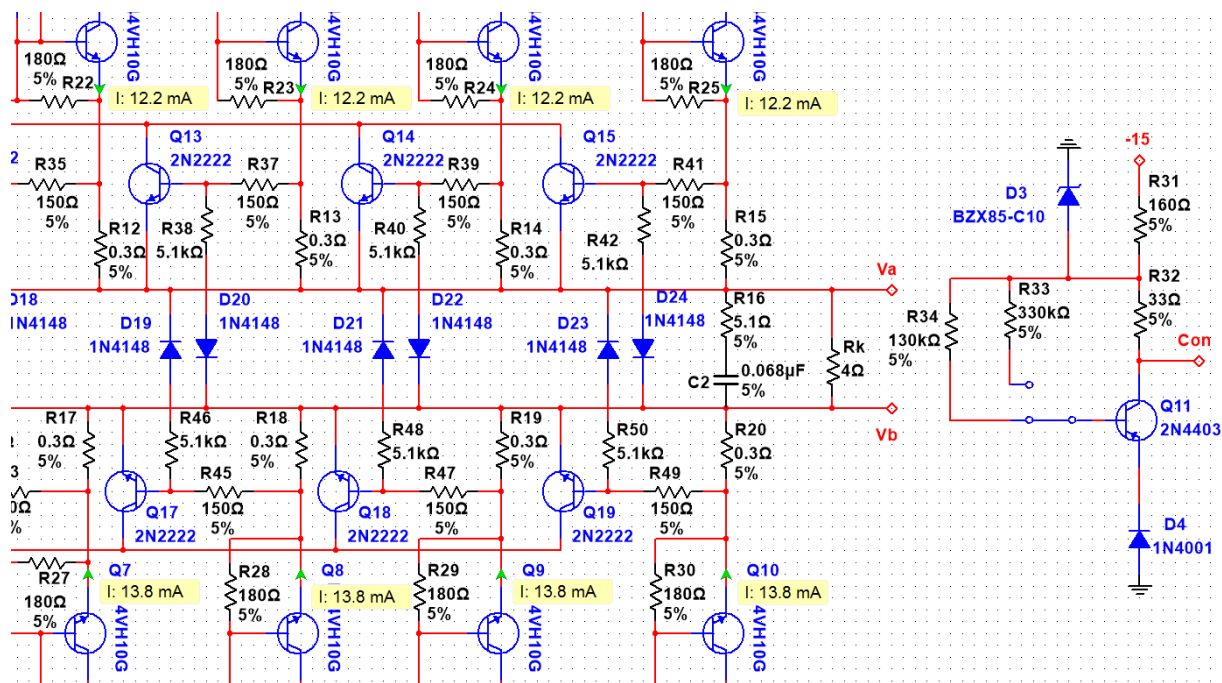 4VH10G
4VH10G
4VH10G
4VH10G
180Ω
5%
R22
I: 12.2 mA
180Ω
5%
R23
I: 12.2 mA
180Ω
5%
R24
I: 12.2 mA
180Ω
5%
R25
I: 12.2 mA
Q13
2N2222
Q14
2N2222
Q15
2N2222
R35
150Ω
5%
R37
150Ω
5%
R39
150Ω
5%
R41
150Ω
5%
R12
0.3Ω
5%
R38
5.1kΩ
R13
0.3Ω
5%
R40
5.1kΩ
R14
0.3Ω
5%
R42
5.1kΩ
R15
0.3Ω
5%
Va
D18
1N4148
D19
1N4148
D20
1N4148
D21
1N4148
D22
1N4148
D23
1N4148
D24
1N4148
R16
5.1Ω
5%
C2
0.068µF
5%
Rk
4Ω
Vb
R17
0.3Ω
5%
R46
5.1kΩ
R18
0.3Ω
5%
R48
5.1kΩ
R19
0.3Ω
5%
R50
5.1kΩ
R20
0.3Ω
5%
R45
150Ω
5%
R47
150Ω
5%
R49
150Ω
5%
Q17
2N2222
Q18
2N2222
Q19
2N2222
R27
180Ω
5%
Q7
I: 13.8 mA
4VH10G
R28
180Ω
5%
Q8
I: 13.8 mA
4VH10G
R29
180Ω
5%
Q9
I: 13.8 mA
4VH10G
R30
180Ω
5%
Q10
I: 13.8 mA
4VH10G
-15
D3
BZX85-C10
R31
160Ω
5%
R32
33Ω
5%
R33
330kΩ
5%
R34
130kΩ
5%
Com
Q11
2N4403
D4
1N4001